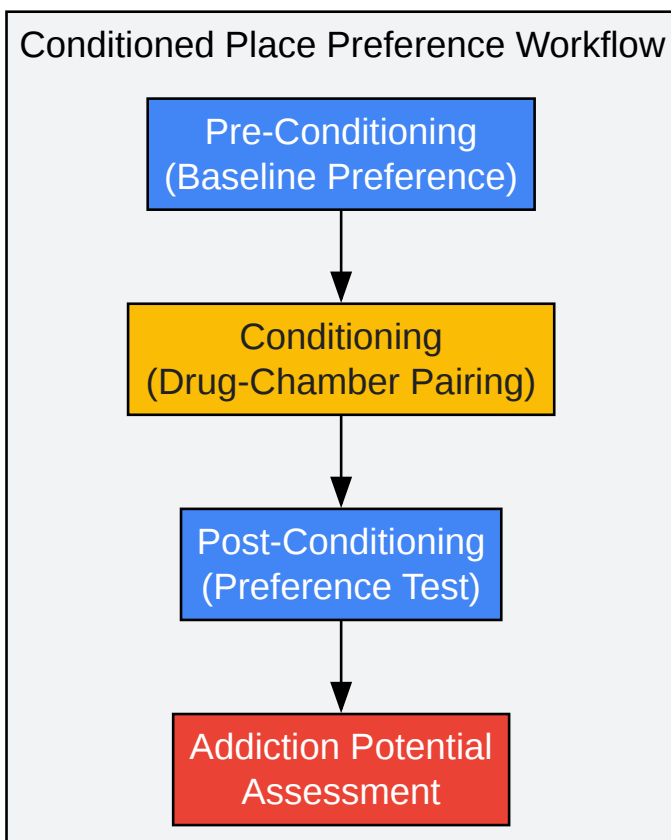 Conditioned Place Preference Workflow
Pre-Conditioning
(Baseline Preference)
Conditioning
(Drug-Chamber Pairing)
Post-Conditioning
(Preference Test)
Addiction Potential
Assessment